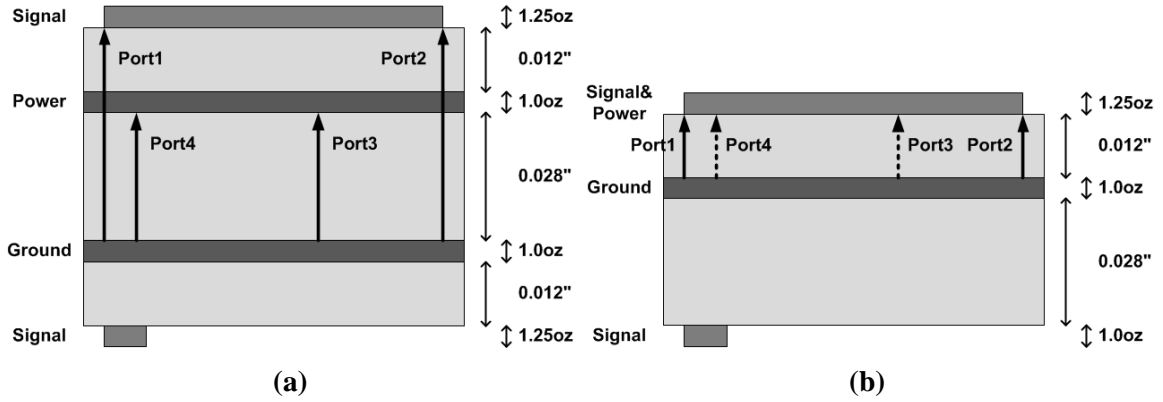 Signal
1.25oz
Port1
Port2
0.012"
Power
1.0oz
Port4
Port3
0.028"
Ground
1.0oz
0.012"
Signal
1.25oz
(a)
Signal&
Power
1.25oz
Port1
Port4
Port3
Port2
0.012"
Ground
1.0oz
0.028"
Signal
1.0oz
(b)